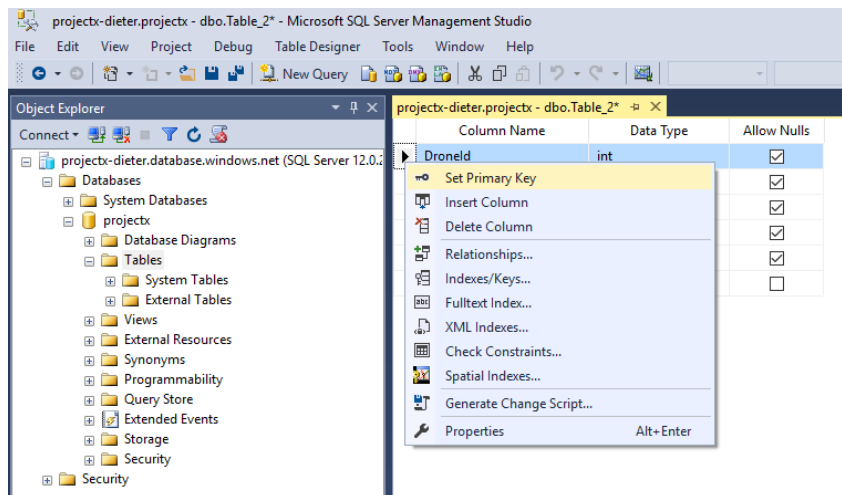 projectx-dieter.projectx - dbo.Table_2* - Microsoft SQL Server Management Studio
File Edit View Project Debug Table Designer Tools Window Help
New Query
Object Explorer
projectx-dieter.projectx - dbo.Table_2*
Connect
Column Name Data Type Allow Nulls
projectx-dieter.database.windows.net (SQL Server 12.0.2
DroneId int
Databases
System Databases
projectx
Database Diagrams
Tables
System Tables
External Tables
Views
External Resources
Synonyms
Programmability
Query Store
Extended Events
Storage
Security
Security
Set Primary Key
Insert Column
Delete Column
Relationships...
Indexes/Keys...
Fulltext Index...
XML Indexes...
Check Constraints...
Spatial Indexes...
Generate Change Script...
Properties Alt+Enter